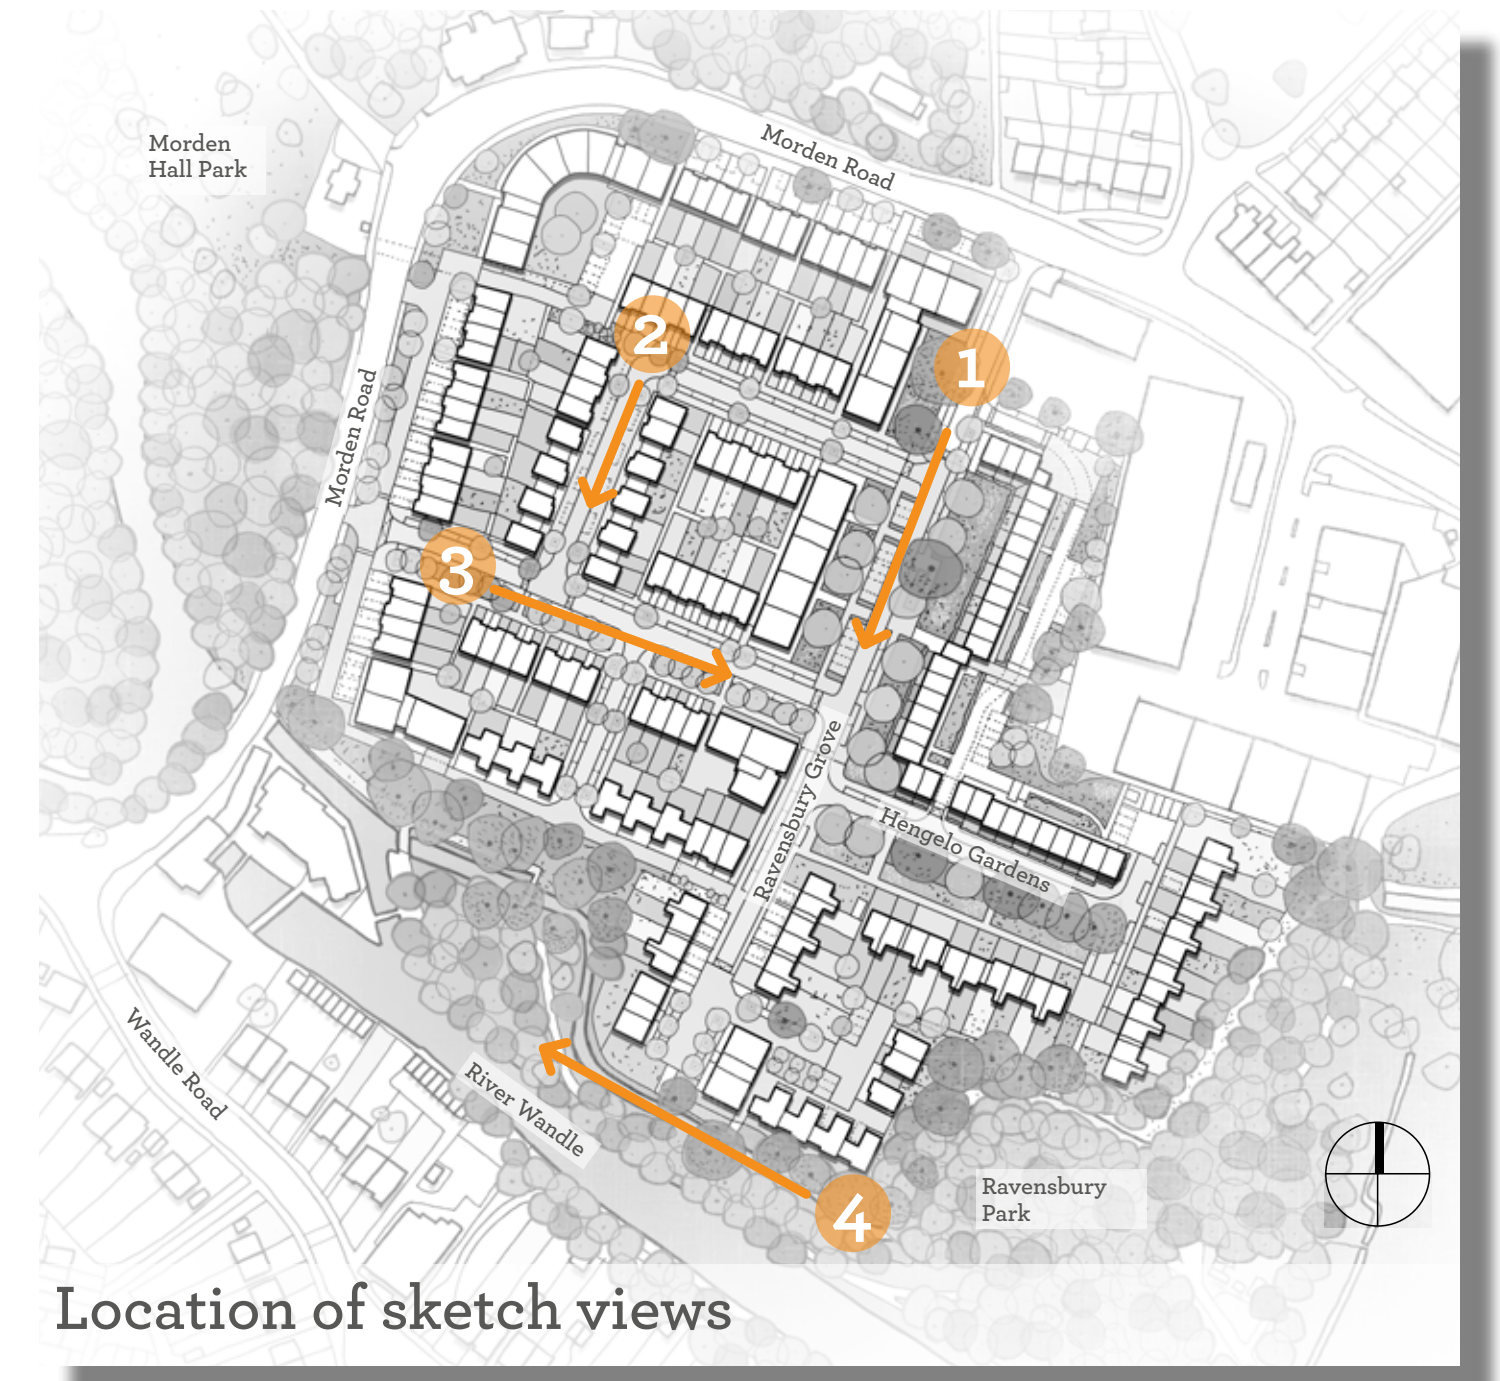 Morden
Hall Park
Morden Road
1
2
Morden Road
3
Ravensbury Grove
Hengelo Gardens
Wandle Road
River Wandle
Ravensbury
Park
4
Location of sketch views